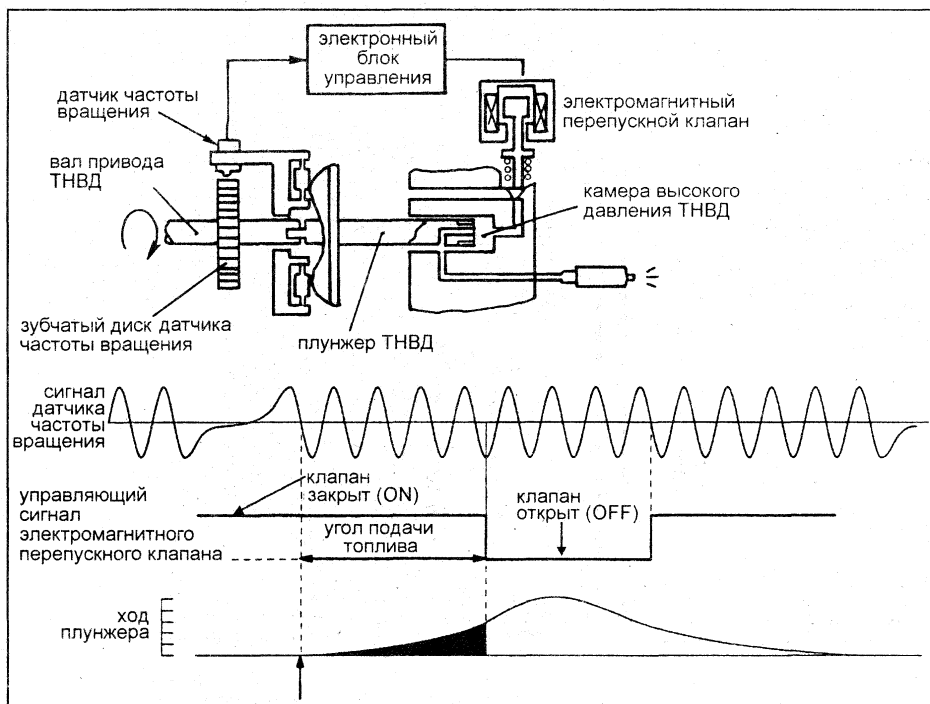 электронный
блок
управления
датчик частоты
вращения
электромагнитный
перепускной клапан
вал привода
ТНВД
камера высокого
давления ТНВД
зубчатый диск датчика
частоты вращения
плунжер ТНВД
сигнал
датчика
частоты
вращения
клапан
закрыт (ON)
управляющий
сигнал
электромагнитного
перепускного клапана
клапан
открыт (OFF)
угол подачи
топлива
ход
плунжера